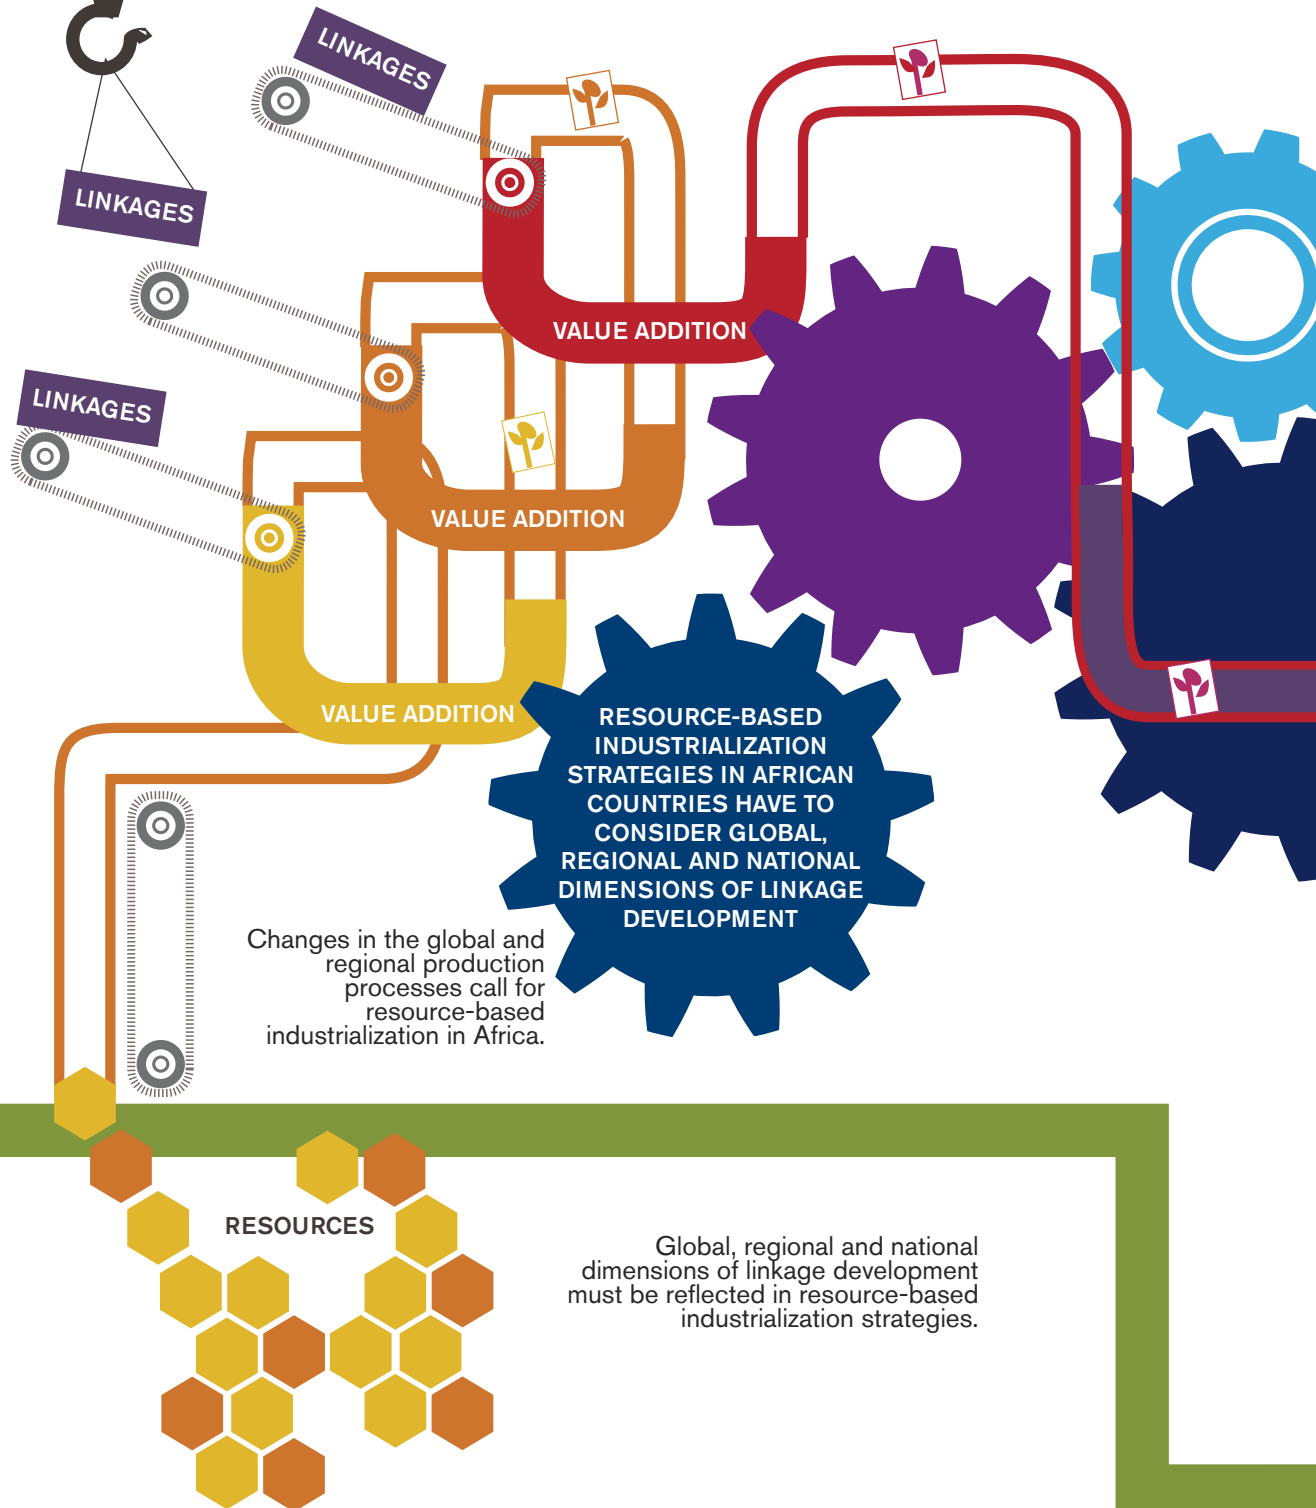 LINKAGES
LINKAGES
LINKAGES
VALUE ADDITION
VALUE ADDITION
VALUE ADDITION
RESOURCE-BASED
INDUSTRIALIZATION
STRATEGIES IN AFRICAN
COUNTRIES HAVE TO
CONSIDER GLOBAL,
REGIONAL AND NATIONAL
DIMENSIONS OF LINKAGE
DEVELOPMENT
Changes in the global and
regional production
processes call for
resource-based
industrialization in Africa.
RESOURCES
Global, regional and national
dimensions of linkage development
must be reflected in resource-based
industrialization strategies.